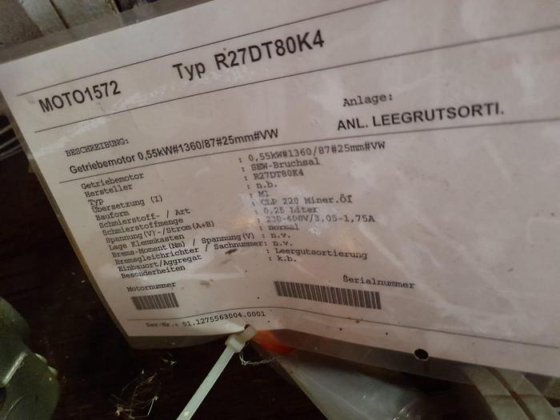 MOTO1572 Typ R27DT80K4
Anlage:
BESCHREIBUNG:
Getriebemotor 0,55kW#1360/87#25mm#VW ANL. LEEGRUTSORTI.
Getriebemotor : 0,55kW#1360/87#25mm#VW
Hersteller : SEW-Bruchsal
Typ : R27DT80K4
Übersetzung (I) : n.b.
Bauform : M1
Schmierstoff- / Art : CLP 220 Miner.Öl
Schmierstoffmenge : 0.25 Liter
Spannung(V)-/Strom(A+B) : 230-400V/3,05-1,75A
Lage Klemmkasten : Normal
Brems-Moment(Nm) / Spannung(V) : n.v.
Bremsgleichrichter / Sachnummer: n.v.
Einbauort/Aggregat : Leergutsortierung
Besonderheiten : k.b.
Motornummer Serialnummer
01.1275563004.0001